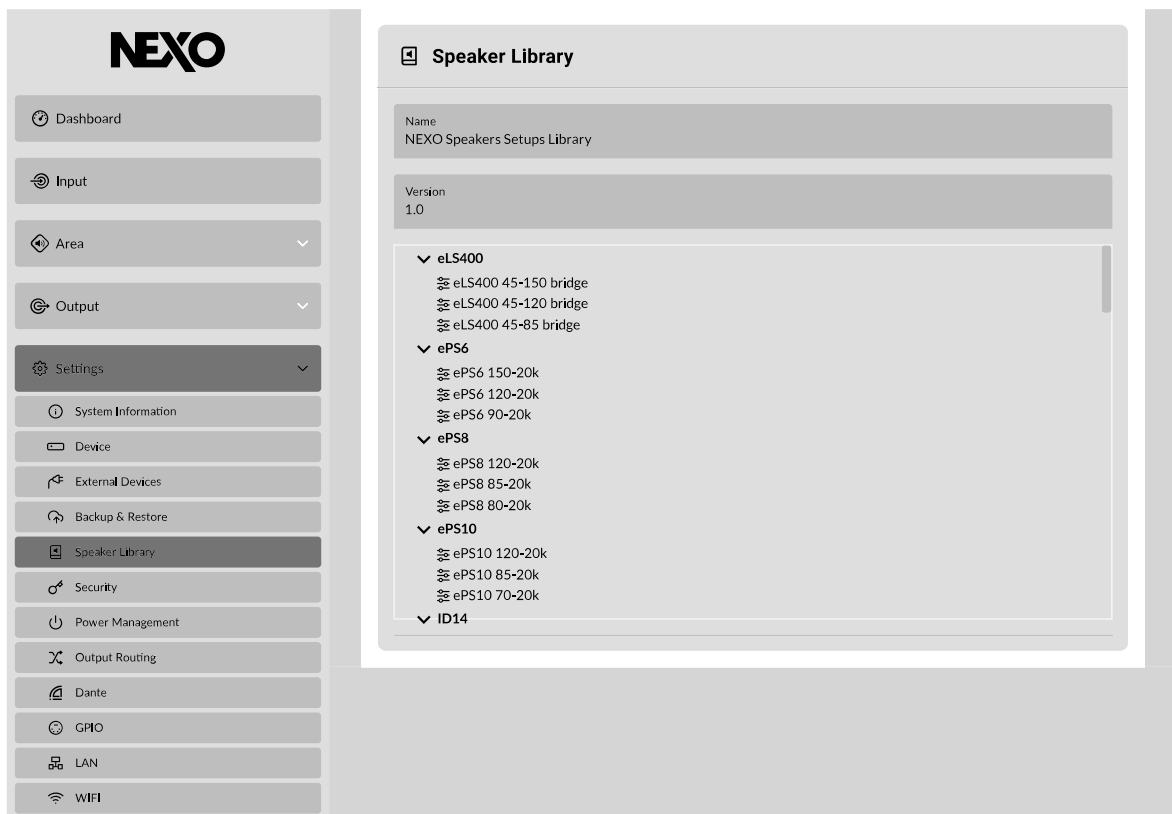 NEXO
Dashboard
Input
Area
Output
Settings
System Information
Device
External Devices
Backup & Restore
Speaker Library
Security
Power Management
Output Routing
Dante
GPIO
LAN
WIFI
Speaker Library
Name
NEXO Speakers Setups Library
Version
1.0
eLS400
eLS400 45-150 bridge
eLS400 45-120 bridge
eLS400 45-85 bridge
ePS6
ePS6 150-20k
ePS6 120-20k
ePS6 90-20k
ePS8
ePS8 120-20k
ePS8 85-20k
ePS8 80-20k
ePS10
ePS10 120-20k
ePS10 85-20k
ePS10 70-20k
ID14